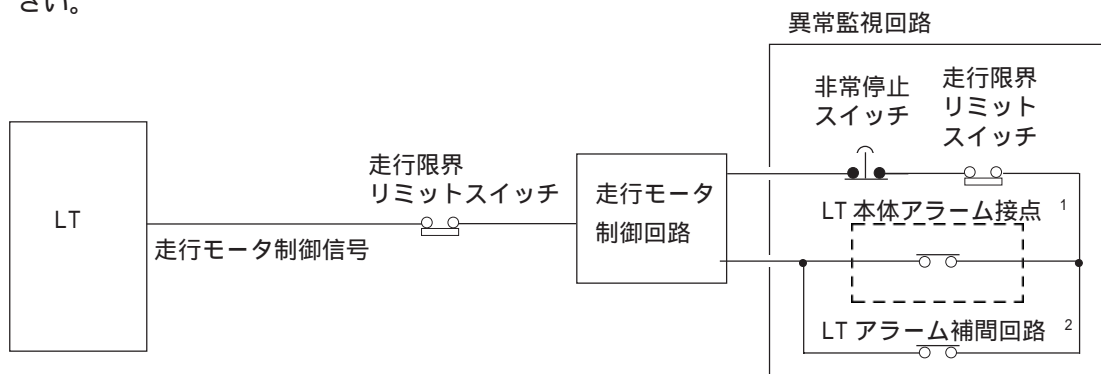 さい。
異常監視回路
非常停止
スイッチ
走行限界
リミット
スイッチ
走行限界
リミットスイッチ
走行モータ
制御回路
LT
走行モータ制御信号
LT 本体アラーム接点 1
LT アラーム補間回路 2